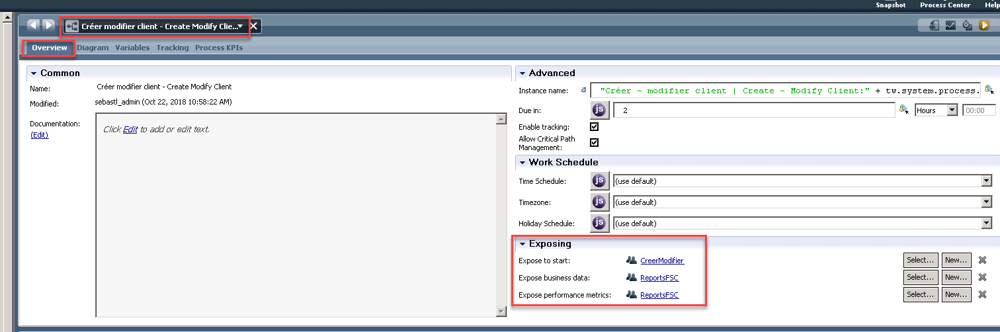 Snapshot Process Center Help
Créer modifier client - Create Modify Clie...
Overview Diagram Variables Tracking Process KPIs
Common
Name: Créer modifier client - Create Modify Client
Modified: sebastl_admin (Oct 22, 2018 10:58:22 AM)
Documentation:
(Edit)
Click Edit to add or edit text.
Advanced
Instance name: JS "Créer - modifier client | Create - Modify Client:" + tw.system.process.
Due in: js 2 Hours 00:00
Enable tracking:
Allow Critical Path
Management:
Work Schedule
Time Schedule: js (use default)
Timezone: js (use default)
Holiday Schedule: js (use default)
Exposing
Expose to start: CreerModifier Select... New...
Expose business data: ReportsFSC Select... New...
Expose performance metrics: ReportsFSC Select... New...